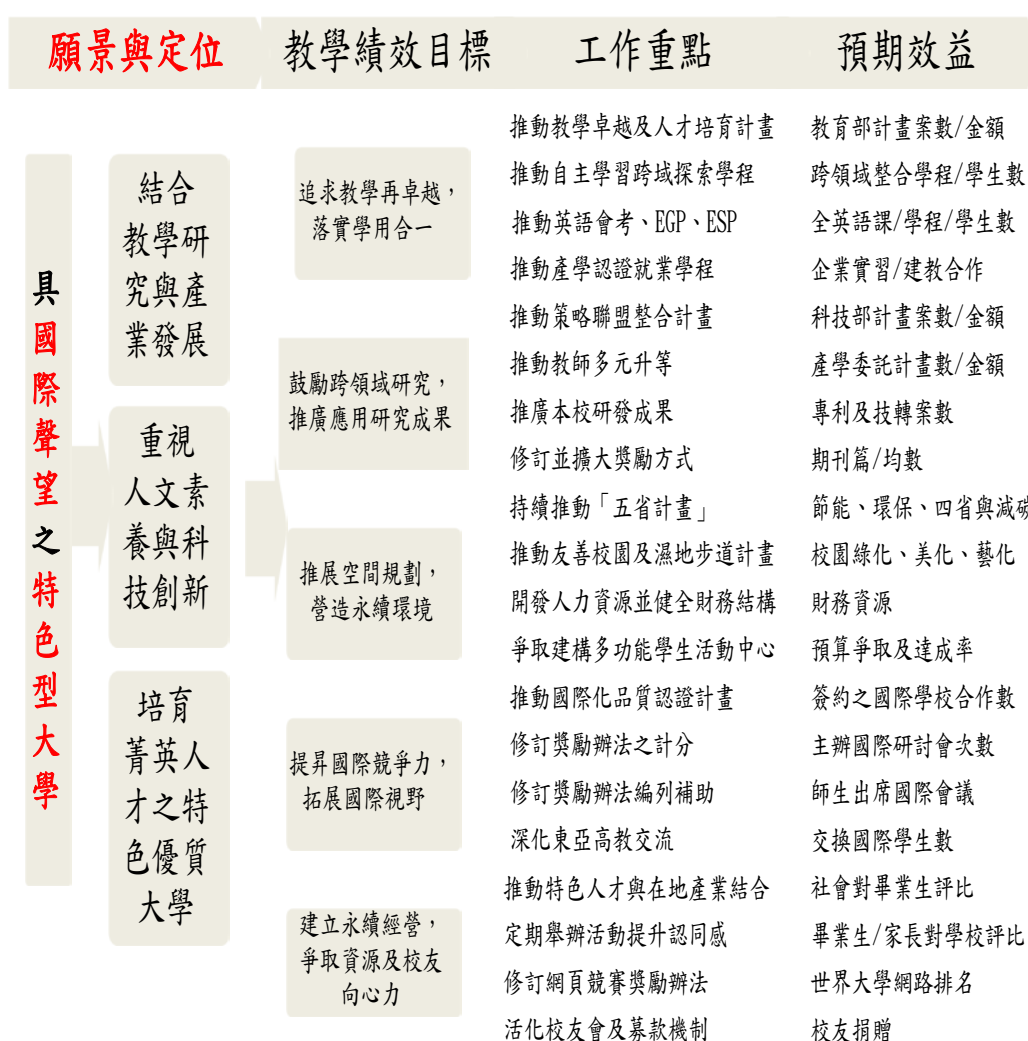 願景與定位
教學績效目標
工作重點
預期效益
具國際聲望之特色型大學
結合
教學研
究與產
業發展
重視
人文素
養與科
技創新
培育
菁英人
才之特
色優質
大學
追求教學再卓越，
落實學用合一
鼓勵跨領域研究，
推廣應用研究成果
推展空間規劃，
營造永續環境
提昇國際競爭力，
拓展國際視野
建立永續經營，
爭取資源及校友
向心力
推動教學卓越及人才培育計畫
推動自主學習跨域探索學程
推動英語會考、EGP、ESP
推動產學認證就業學程
推動策略聯盟整合計畫
推動教師多元升等
推廣本校研發成果
修訂並擴大獎勵方式
持續推動「五省計畫」
推動友善校園及濕地步道計畫
開發人力資源並健全財務結構
爭取建構多功能學生活動中心
推動國際化品質認證計畫
修訂獎勵辦法之計分
修訂獎勵辦法編列補助
深化東亞高教交流
推動特色人才與在地產業結合
定期舉辦活動提升認同感
修訂網頁競賽獎勵辦法
活化校友會及募款機制
教育部計畫案數/金額
跨領域整合學程/學生數
全英語課/學程/學生數
企業實習/建教合作
科技部計畫案數/金額
產學委託計畫數/金額
專利及技轉案數
期刊篇/均數
節能、環保、四省與減碳
校園綠化、美化、藝化
財務資源
預算爭取及達成率
簽約之國際學校合作數
主辦國際研討會次數
師生出席國際會議
交換國際學生數
社會對畢業生評比
畢業生/家長對學校評比
世界大學網路排名
校友捐贈